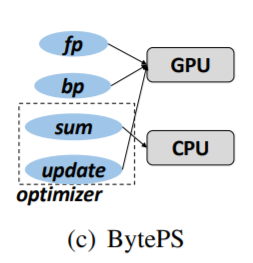 fp
GPU
bp
sum
CPU
update
optimizer
(c) BytePS